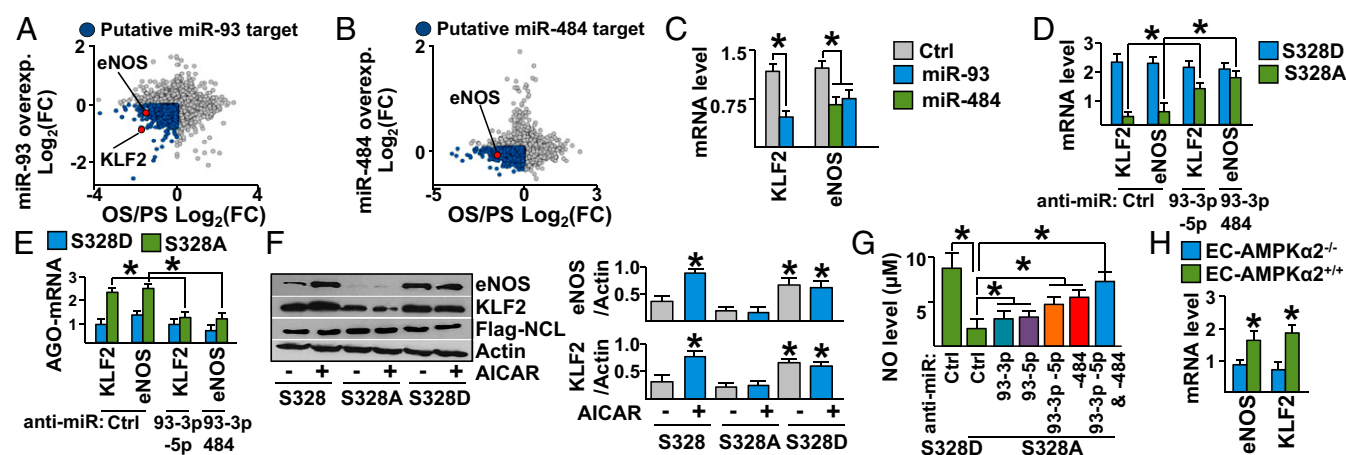 A
Putative miR-93 target
miR-93 overexp.
Log2(FC)
eNOS
KLF2
2
0
-2
-4
0
4
OS/PS Log2(FC)
B
Putative miR-484 target
miR-484 overexp.
Log2(FC)
eNOS
2
0
-3
0
3
OS/PS Log2(FC)
C
mRNA level
1.5
0.75
* *
Ctrl
miR-93
miR-484
KLF2 eNOS
D
mRNA level
3
2
1
* *
S328D
S328A
KLF2 eNOS KLF2 eNOS
anti-miR: Ctrl 93-3p 93-3p
-5p 484
E
S328D S328A
AGO-mRNA
3
2
1
* *
KLF2 eNOS KLF2 eNOS
anti-miR: Ctrl 93-3p 93-3p
-5p 484
F
eNOS
KLF2
Flag-NCL
Actin
- + - + - + AICAR
S328 S328A S328D
eNOS
/Actin
1.0
0.5
* * *
KLF2
/Actin
1.0
0.5
* * *
AICAR - + - + - +
S328 S328A S328D
G
NO level (µM)
10
5
* * * *
anti-miR: Ctrl Ctrl 93-3p 93-5p 93-3p -5p -484 93-3p -5p & -484
S328D S328A
H
EC-AMPKα2-/-
EC-AMPKα2+/+
mRNA level
3
2
1
* *
eNOS KLF2